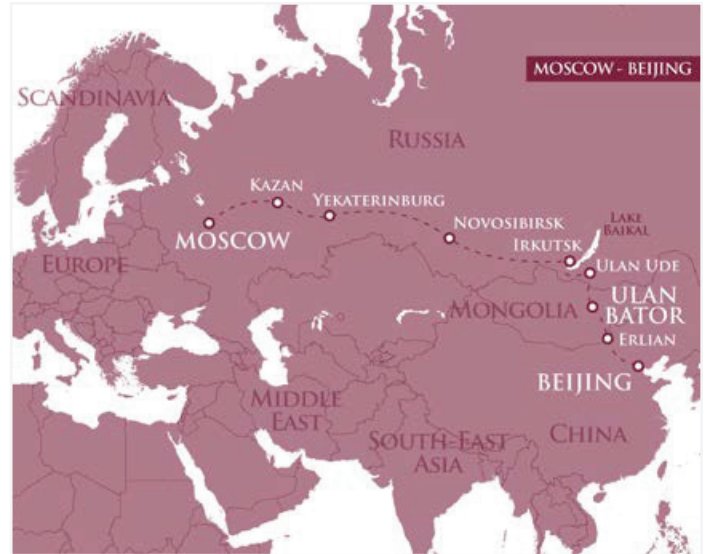 MOSCOW - BEIJING
SCANDINAVIA
RUSSIA
KAZAN
YEKATERINBURG
MOSCOW
NOVOSIBIRSK
LAKE
BAIKAL
IRKUTSK
EUROPE
ULAN UDE
MONGOLIA
ULAN
BATOR
ERLIAN
BEIJING
MIDDLE
EAST
SOUTH-EAST
ASIA
CHINA